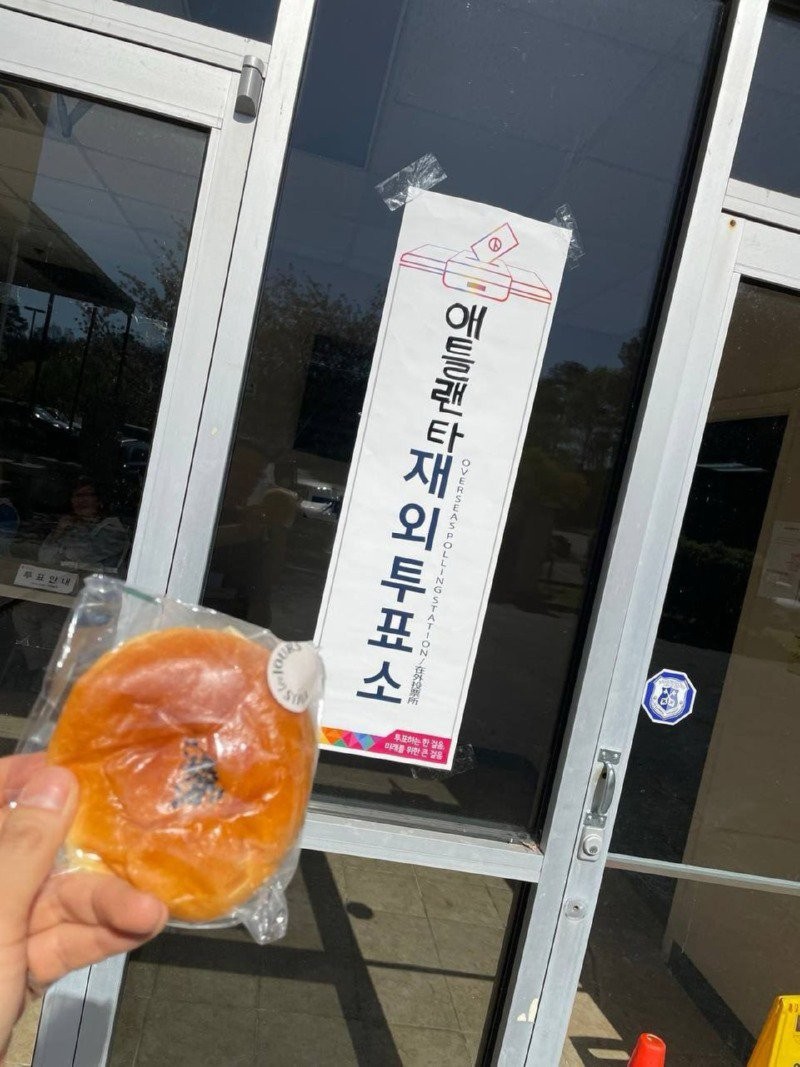 애틀랜타
재외투표소
OVERSEAS POLLING STATION / 在外投票所
투표하는 한 걸음,
미래를 위한 큰 걸음
투표안내
TOURS